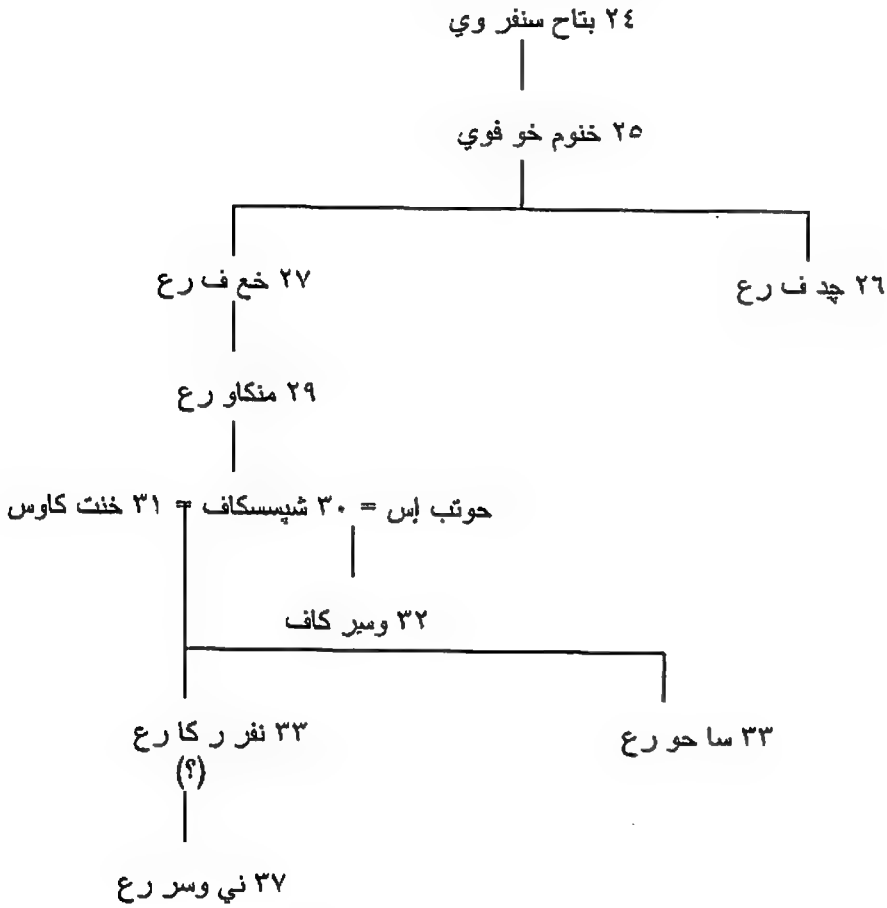 ٢٤ بتاح سنفر وي
٢٥ خنوم خو فوي
٢٦ چد ف رع
٢٧ خع ف رع
٢٩ منكاو رع
حوتب إس = ٣٠ شپسسكاف = ٣١ خنت كاوس
٣٢ وسير كاف
٣٣ سا حو رع
٣٣ نفر ر كا رع
(؟)
٣٧ ني وسر رع